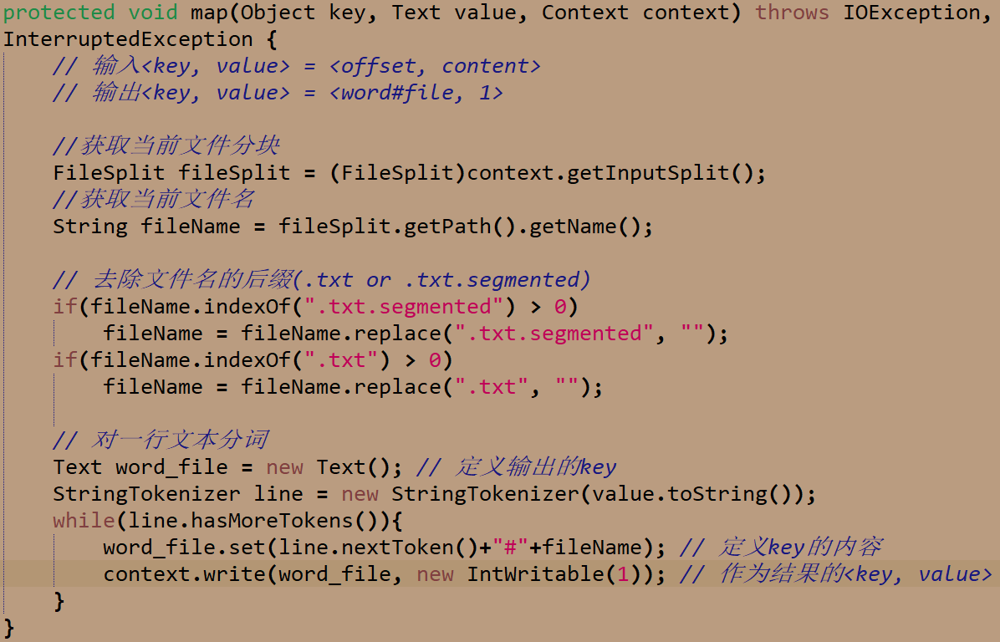 protected void map(Object key, Text value, Context context) throws IOException,
InterruptedException {
// 输入<key, value> = <offset, content>
// 输出<key, value> = <word#file, 1>
//获取当前文件分块
FileSplit fileSplit = (FileSplit)context.getInputSplit();
//获取当前文件名
String fileName = fileSplit.getPath().getName();
// 去除文件名的后缀(.txt or .txt.segmented)
if(fileName.indexOf(".txt.segmented") > 0)
fileName = fileName.replace(".txt.segmented", "");
if(fileName.indexOf(".txt") > 0)
fileName = fileName.replace(".txt", "");
// 对一行文本分词
Text word_file = new Text(); // 定义输出的key
StringTokenizer line = new StringTokenizer(value.toString());
while(line.hasMoreTokens()){
word_file.set(line.nextToken()+"#"+fileName); // 定义key的内容
context.write(word_file, new IntWritable(1)); // 作为结果的<key, value>
}
}